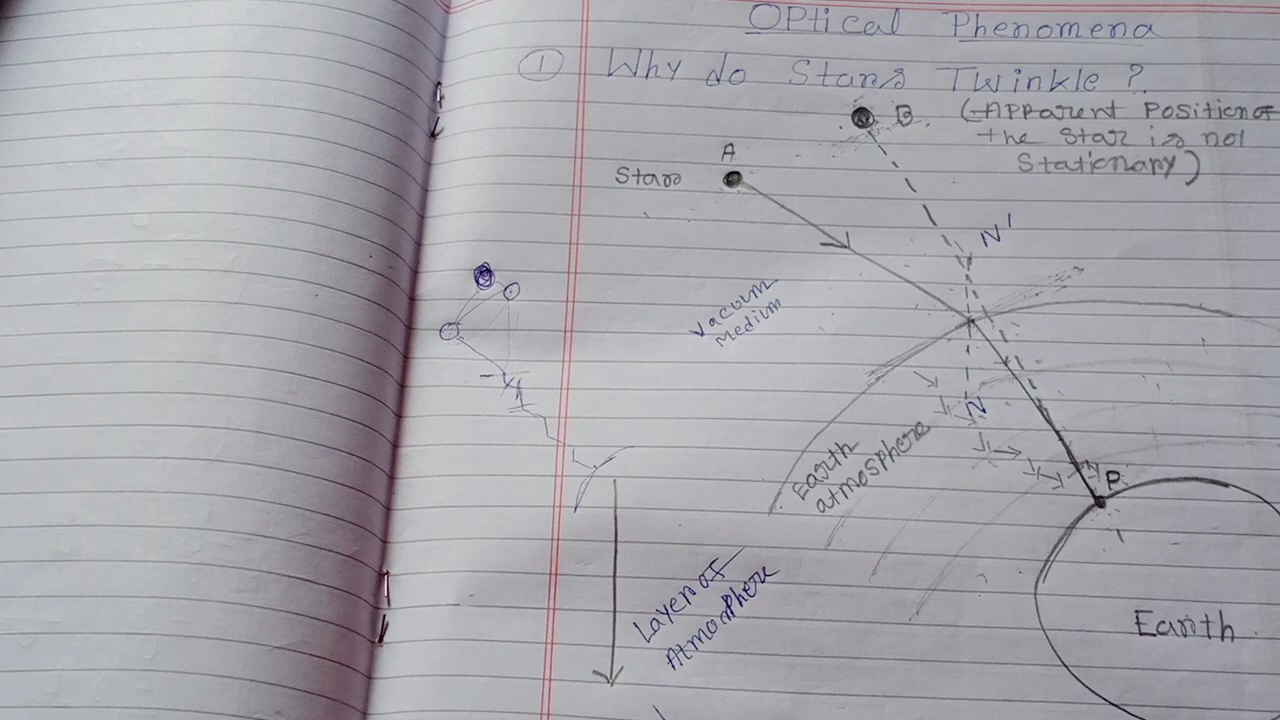 Optical Phenomena
① Why do Stars Twinkle ?
B (Apparent Position of
the Star is not
Stationary)
A
Stars
N'
Vacuum
Medium
N
Earth
atmosphere
P
Layer of
Atmosphere
Earth